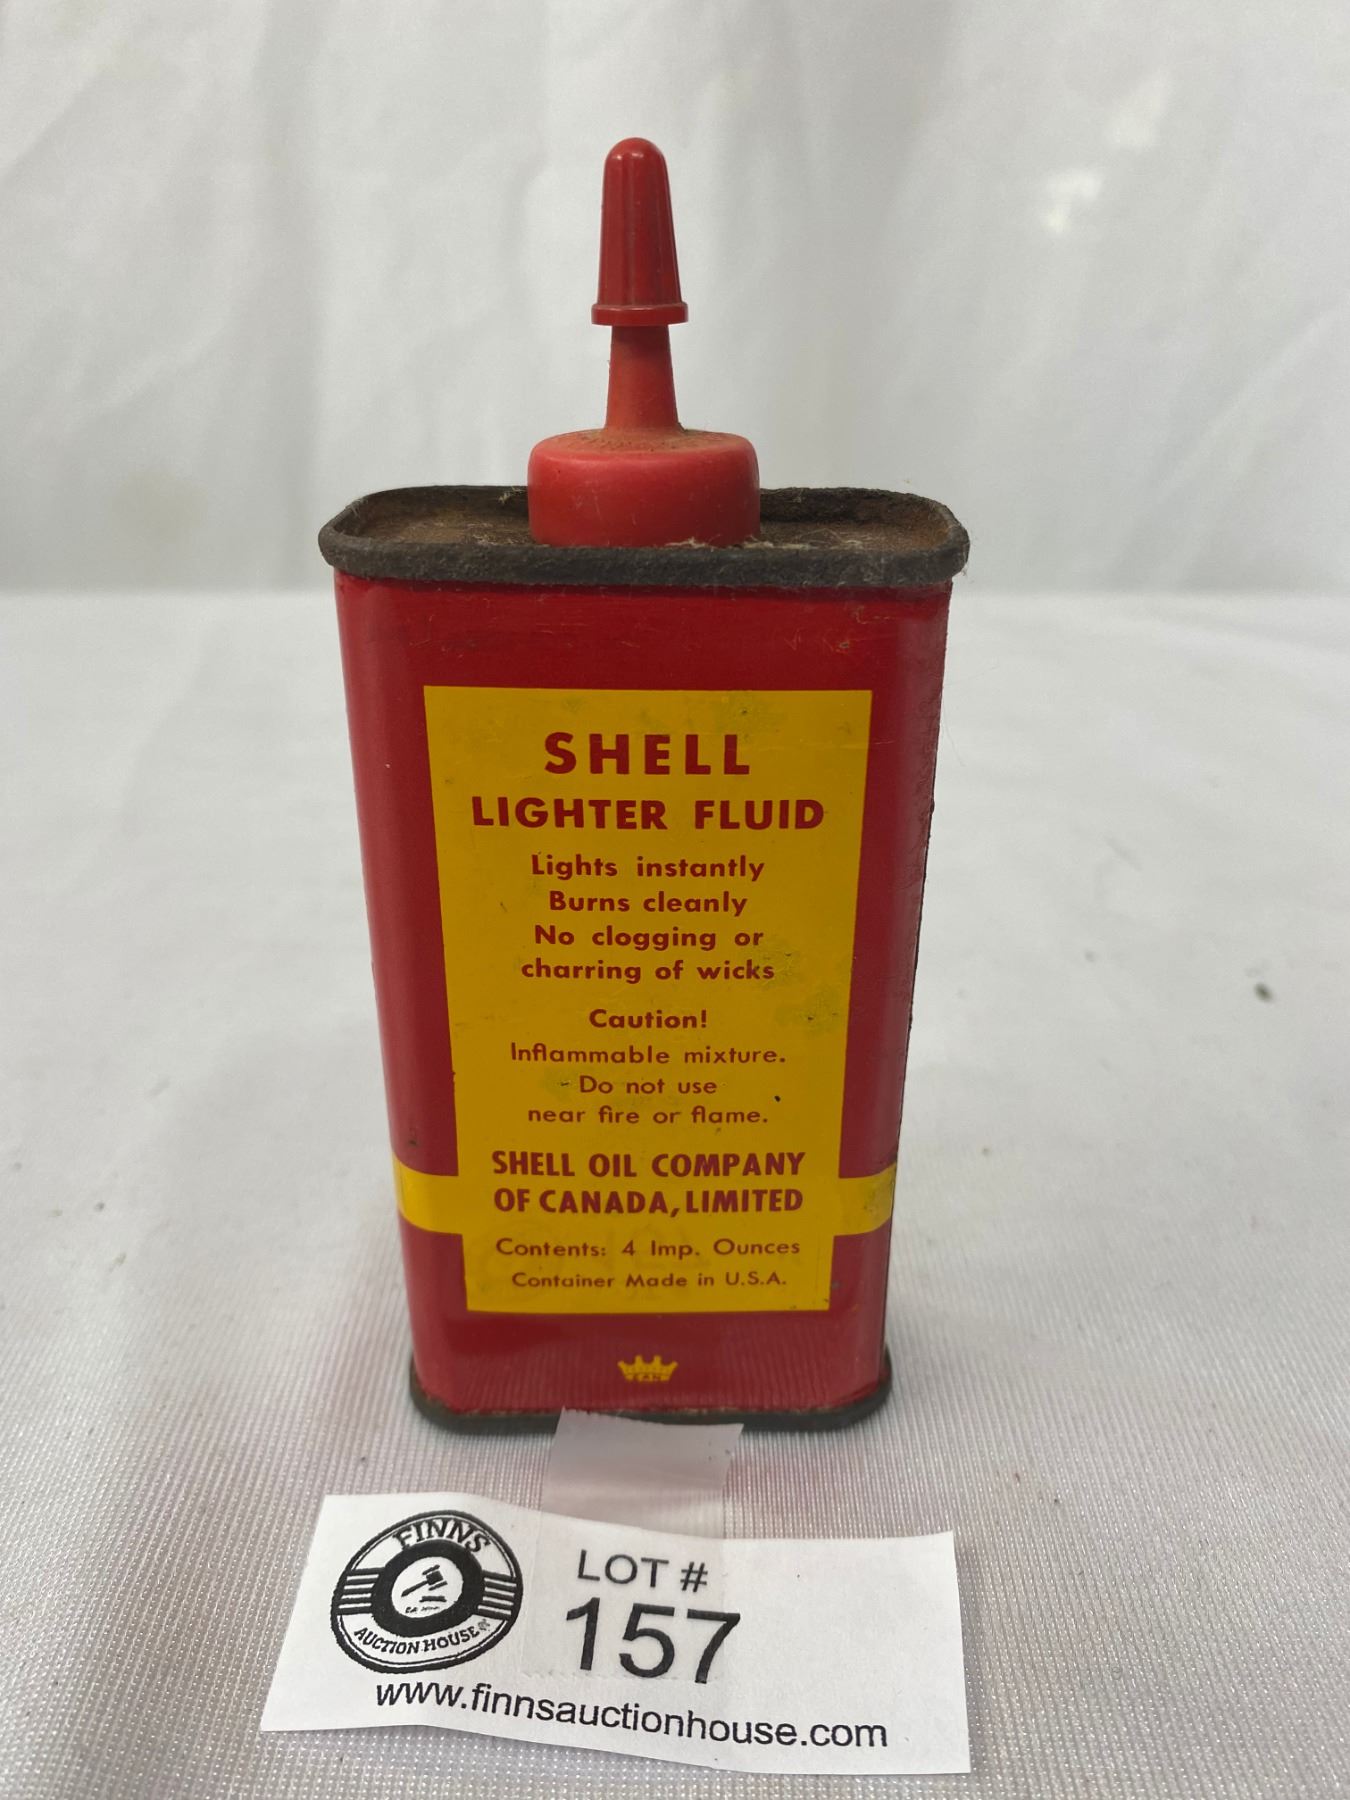 SHELL
LIGHTER FLUID
Lights instantly
Burns cleanly
No clogging or
charring of wicks
Caution!
Inflammable mixture.
Do not use
near fire or flame.
SHELL OIL COMPANY
OF CANADA, LIMITED
Contents: 4 Imp. Ounces
Container Made in U.S.A.
CAN
FINNS
AUCTION HOUSE
LOT #
157
www.finnsauctionhouse.com